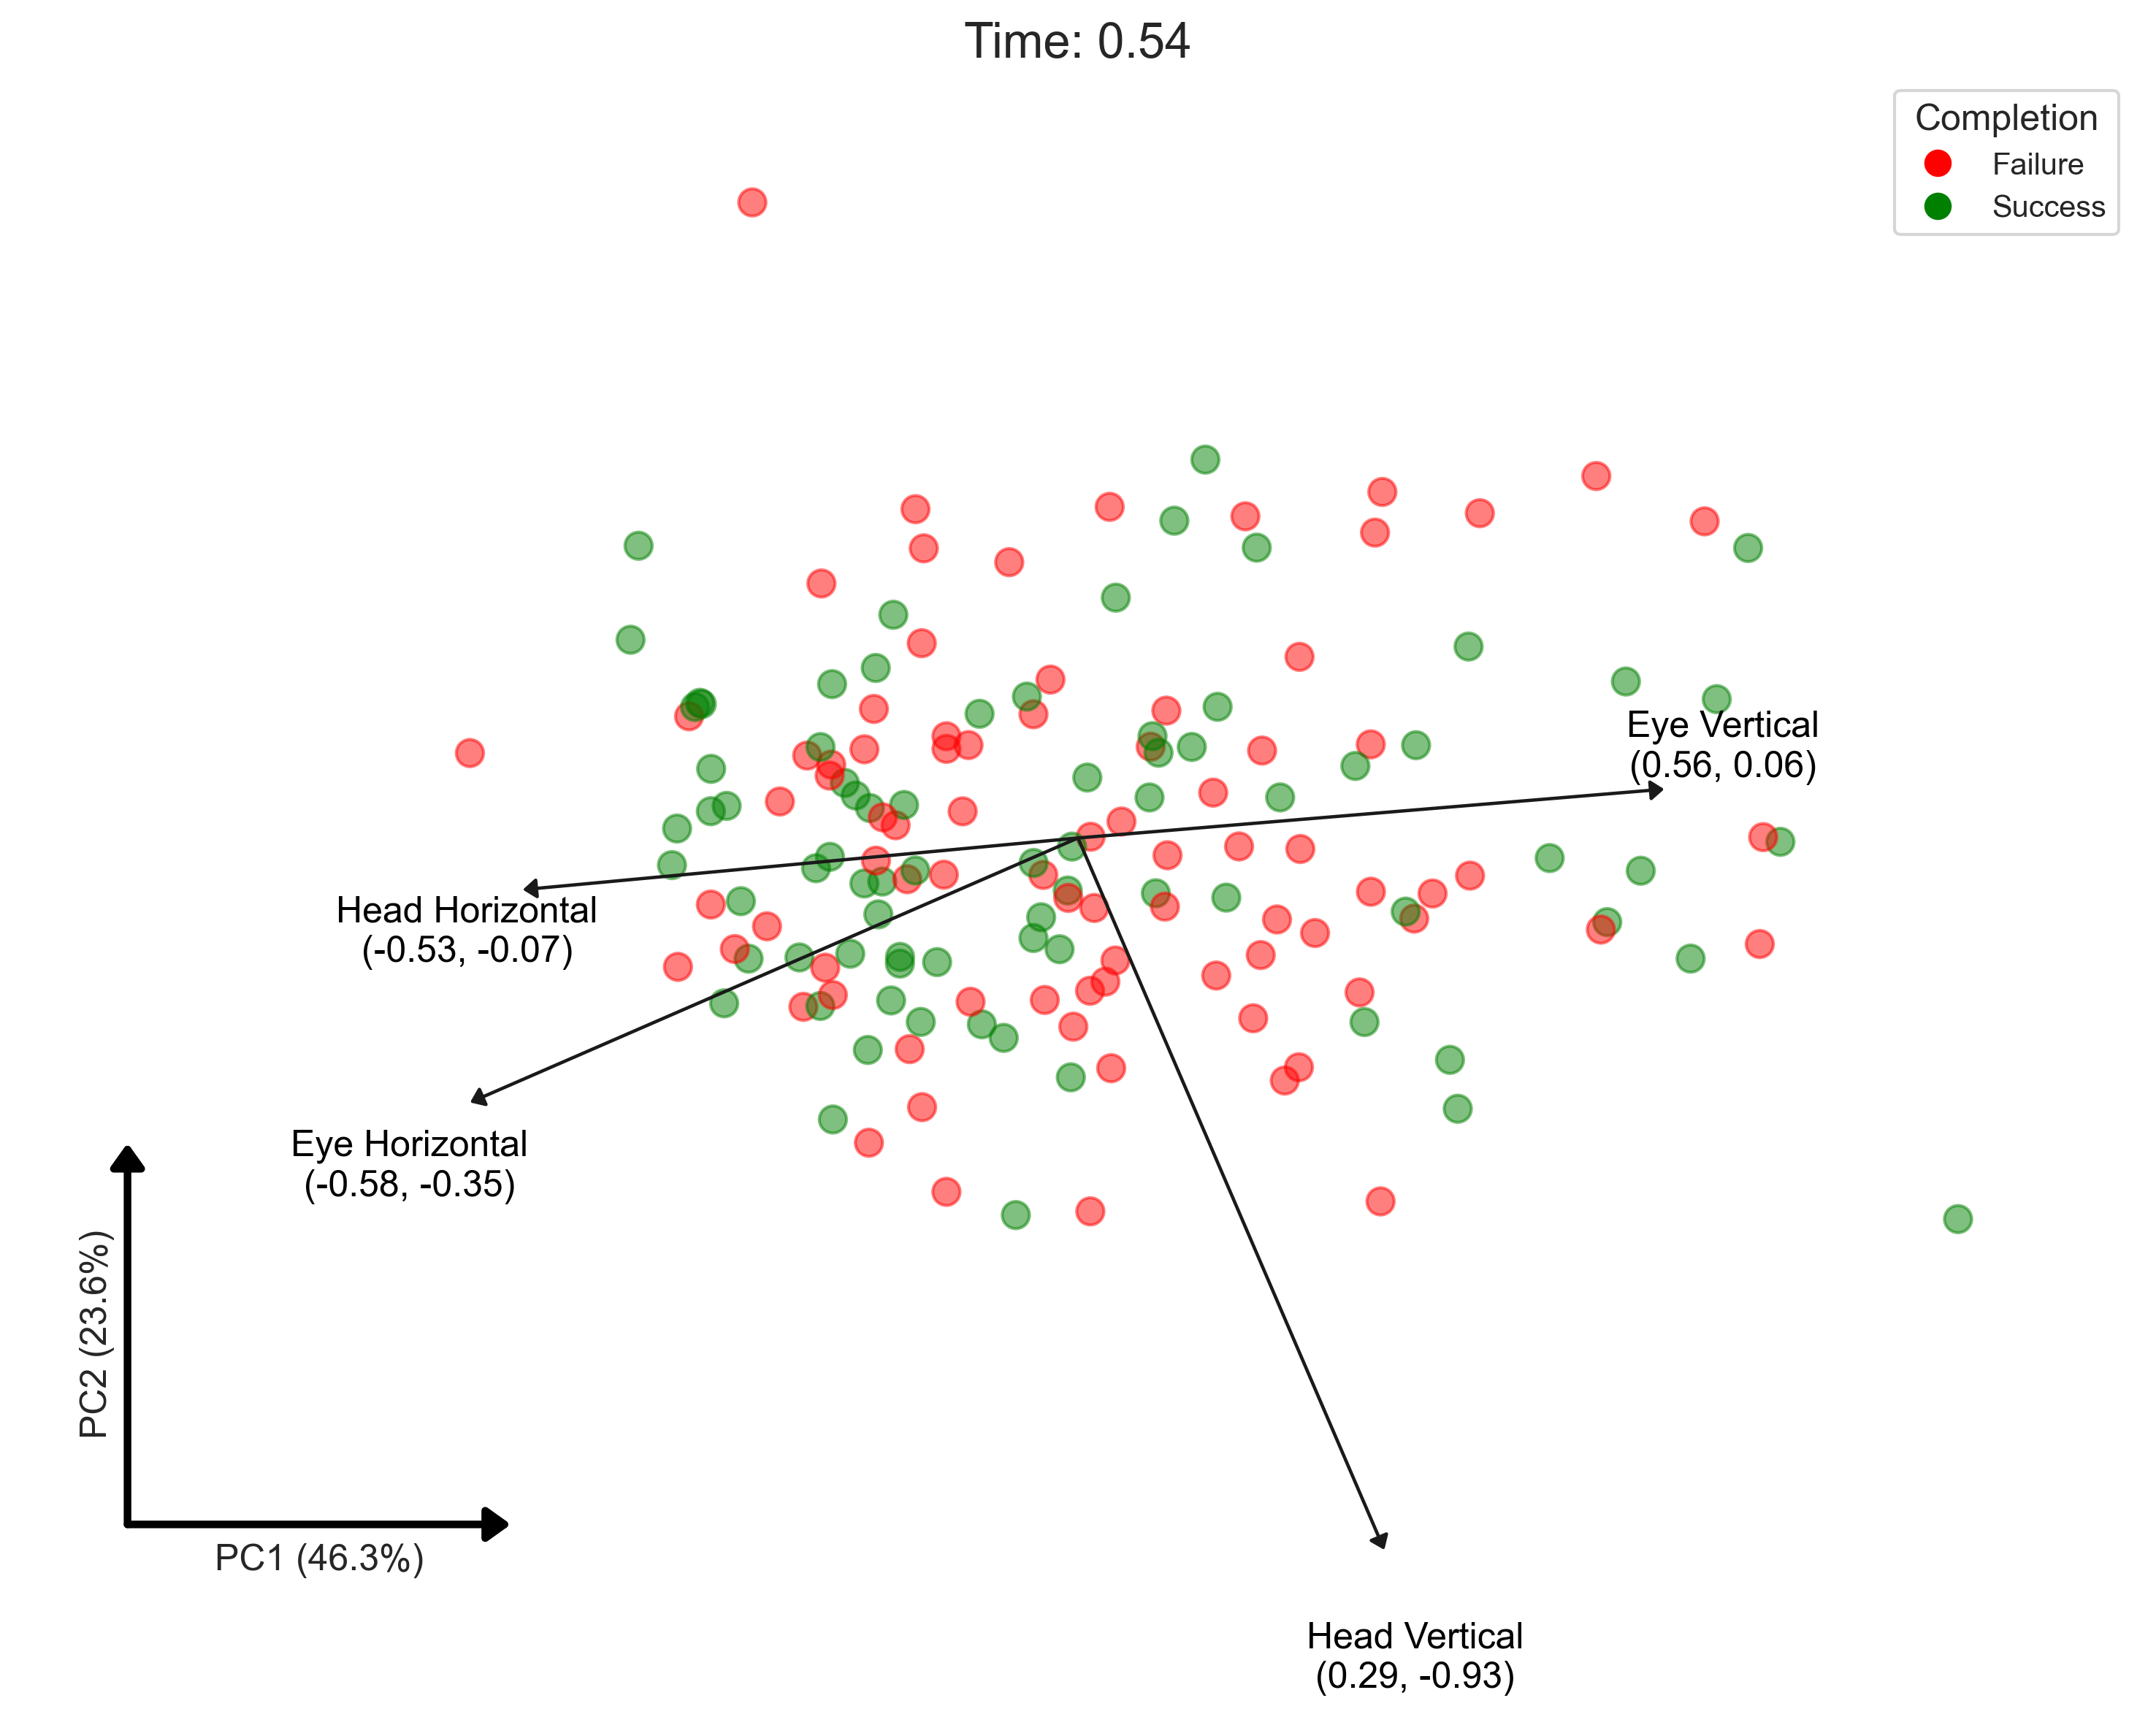 Time: 0.54
Completion
Failure
Success
Eye Vertical
(0.56, 0.06)
Head Horizontal
(-0.53, -0.07)
Eye Horizontal
(-0.58, -0.35)
PC2 (23.6%)
PC1 (46.3%)
Head Vertical
(0.29, -0.93)